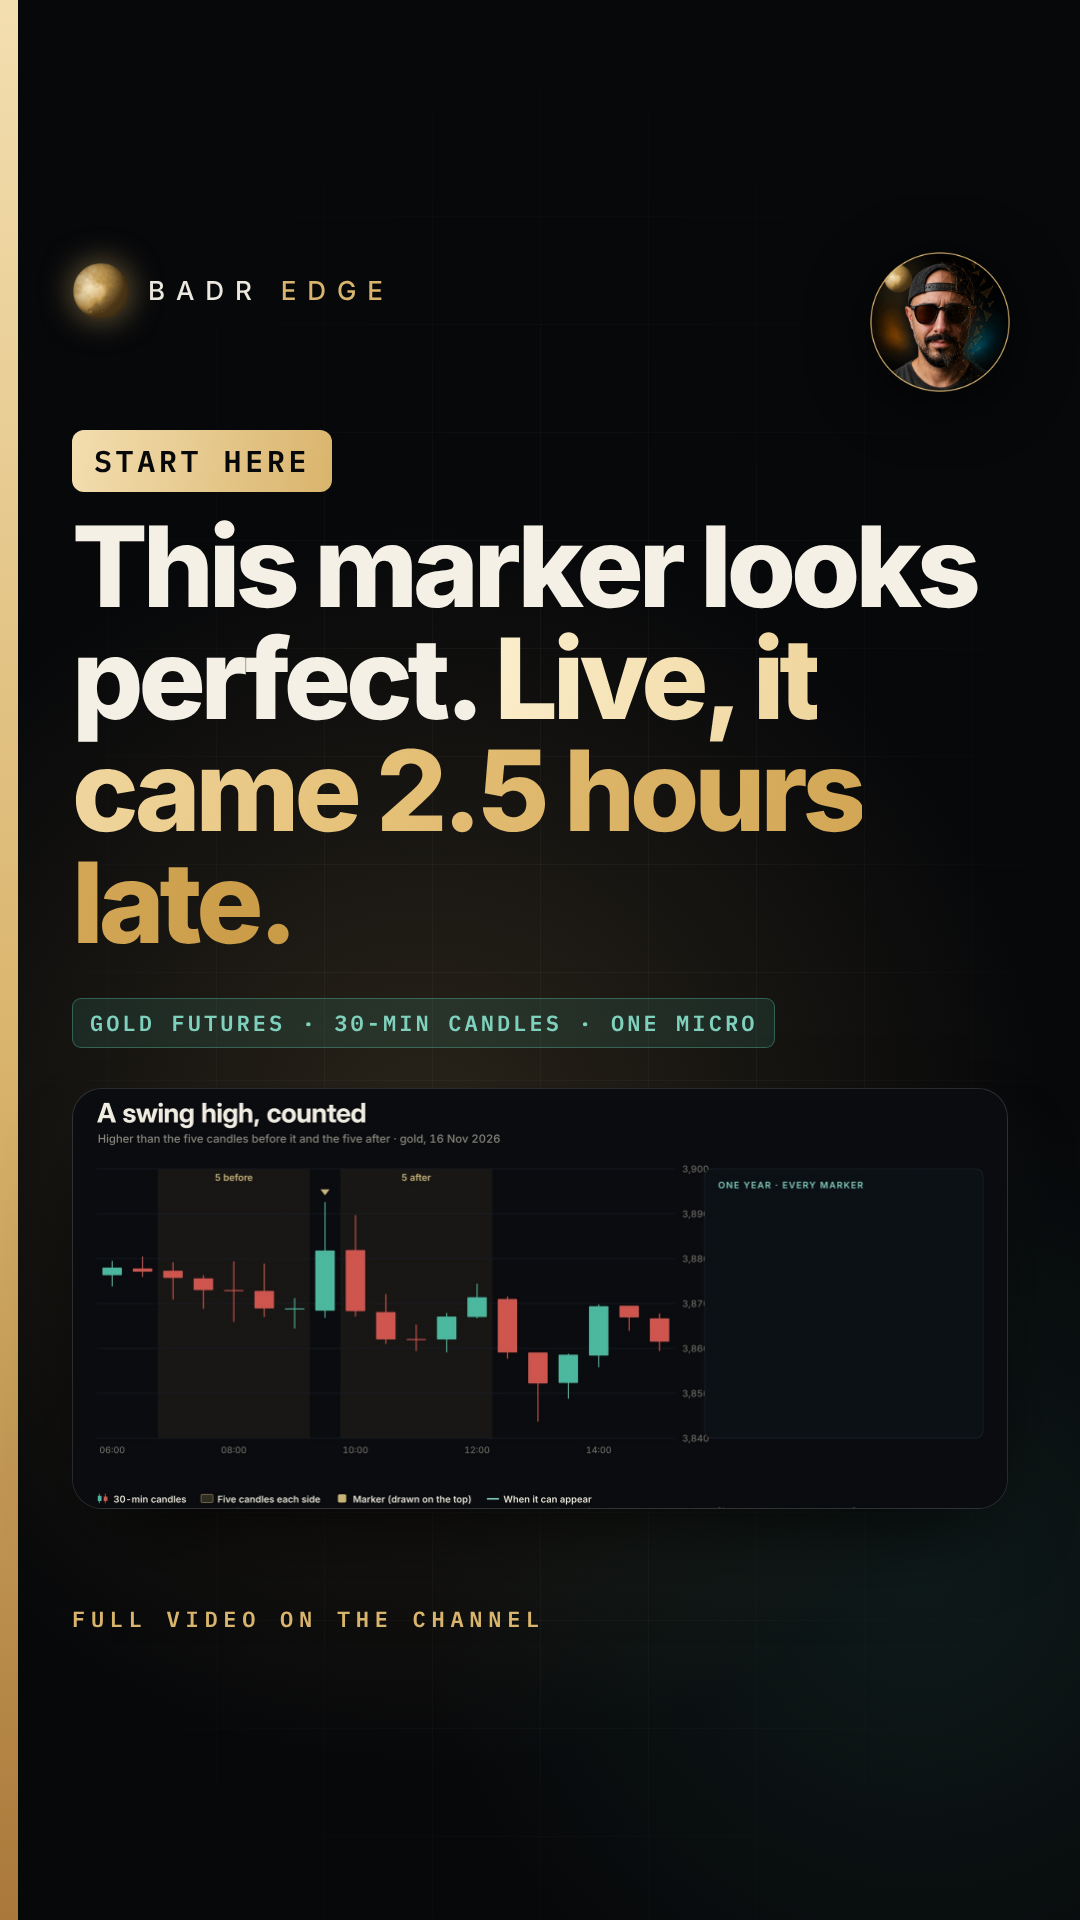 BADR EDGE
START HERE
This marker looks
perfect. Live, it
came 2.5 hours
late.
GOLD FUTURES · 30-MIN CANDLES · ONE MICRO
A swing high, counted
Higher than the five candles before it and the five after · gold, 16 Nov 2026
5 before
5 after
3,900
ONE YEAR · EVERY MARKER
3,840
06:00
08:00
10:00
12:00
14:00
30-min candles
Five candles each side
Marker (drawn on the top)
When it can appear
FULL VIDEO ON THE CHANNEL